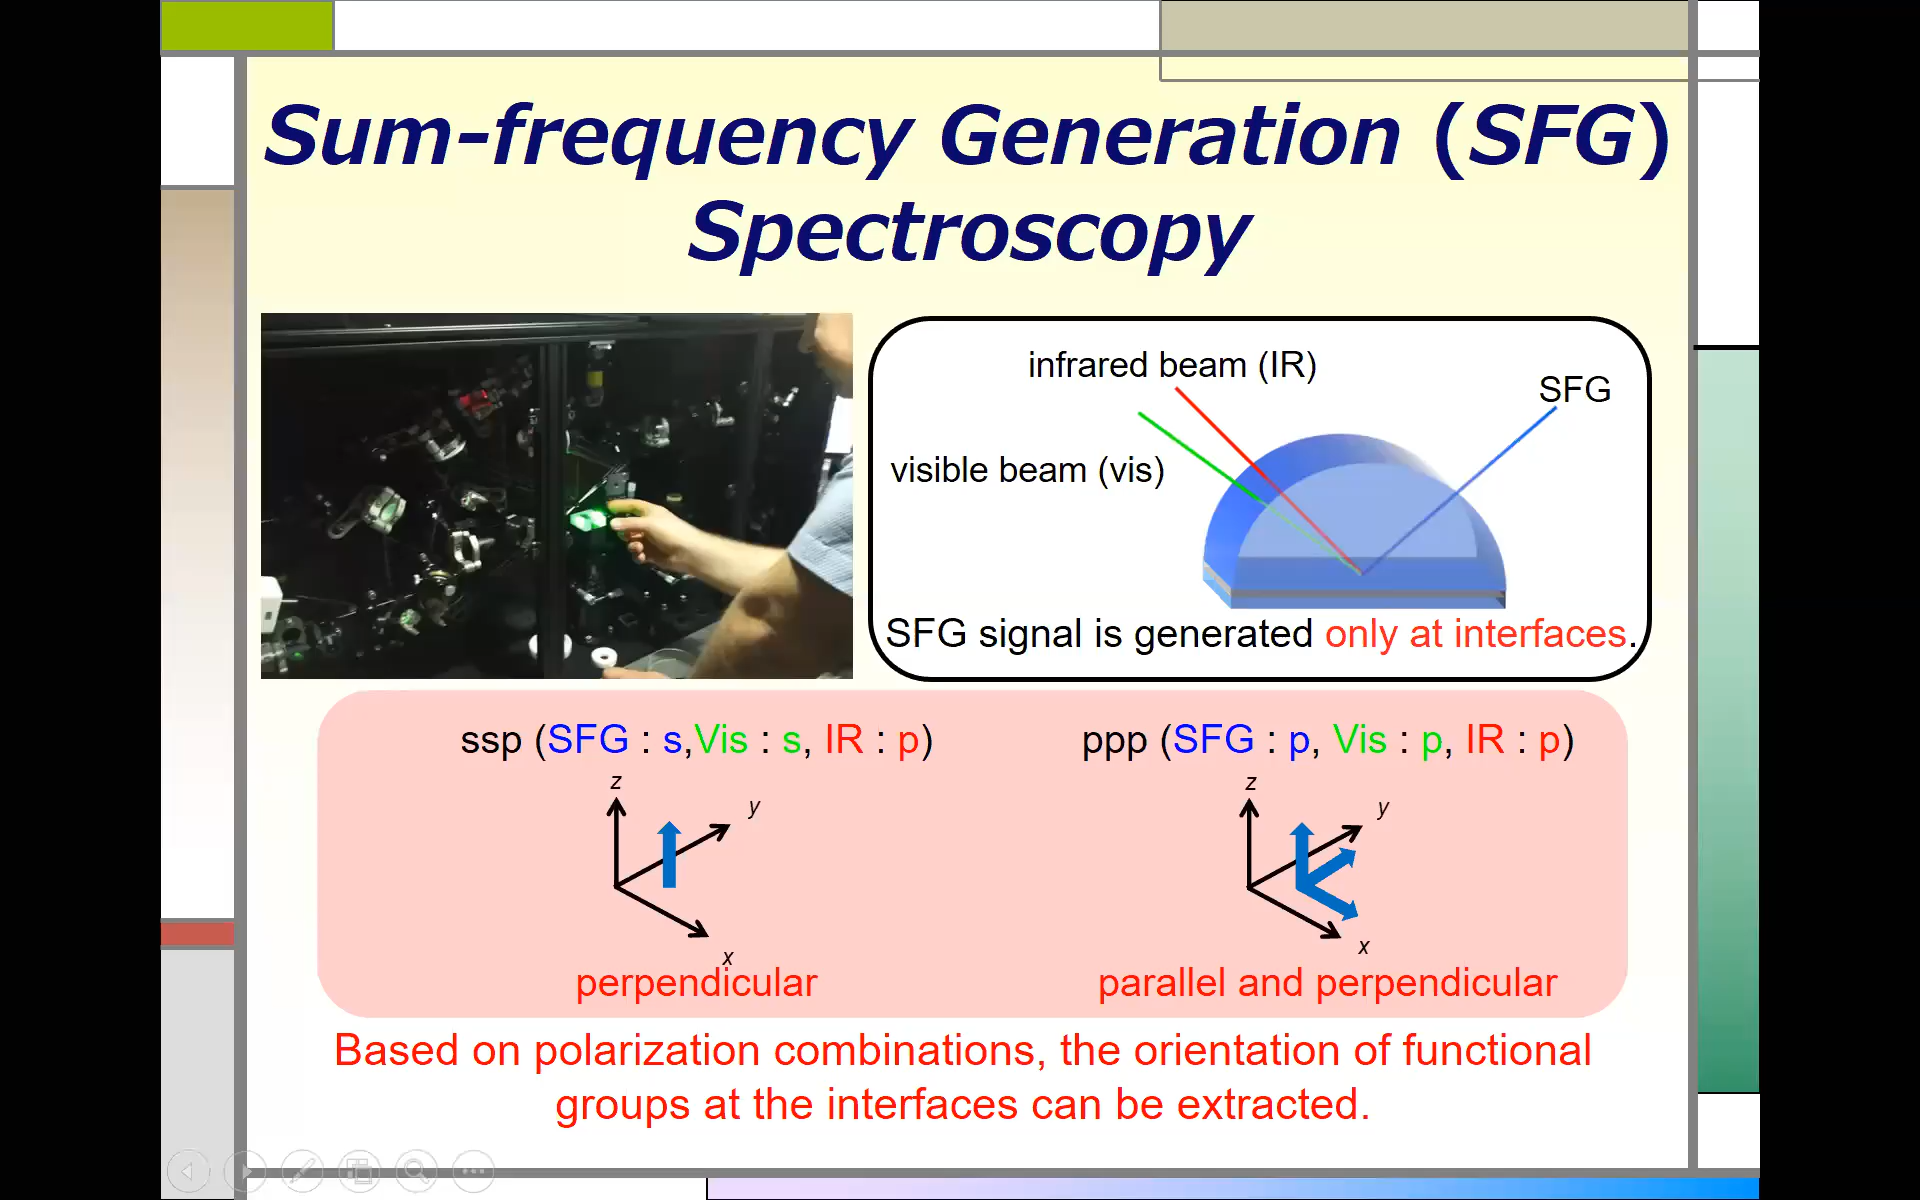 Sum-frequency Generation (SFG)
Spectroscopy
infrared beam (IR)
SFG
visible beam (vis)
SFG signal is generated only at interfaces.
ssp (SFG : s,Vis : s, IR : p)
z
y
x
perpendicular
ppp (SFG : p, Vis : p, IR : p)
z
y
x
parallel and perpendicular
Based on polarization combinations, the orientation of functional
groups at the interfaces can be extracted.